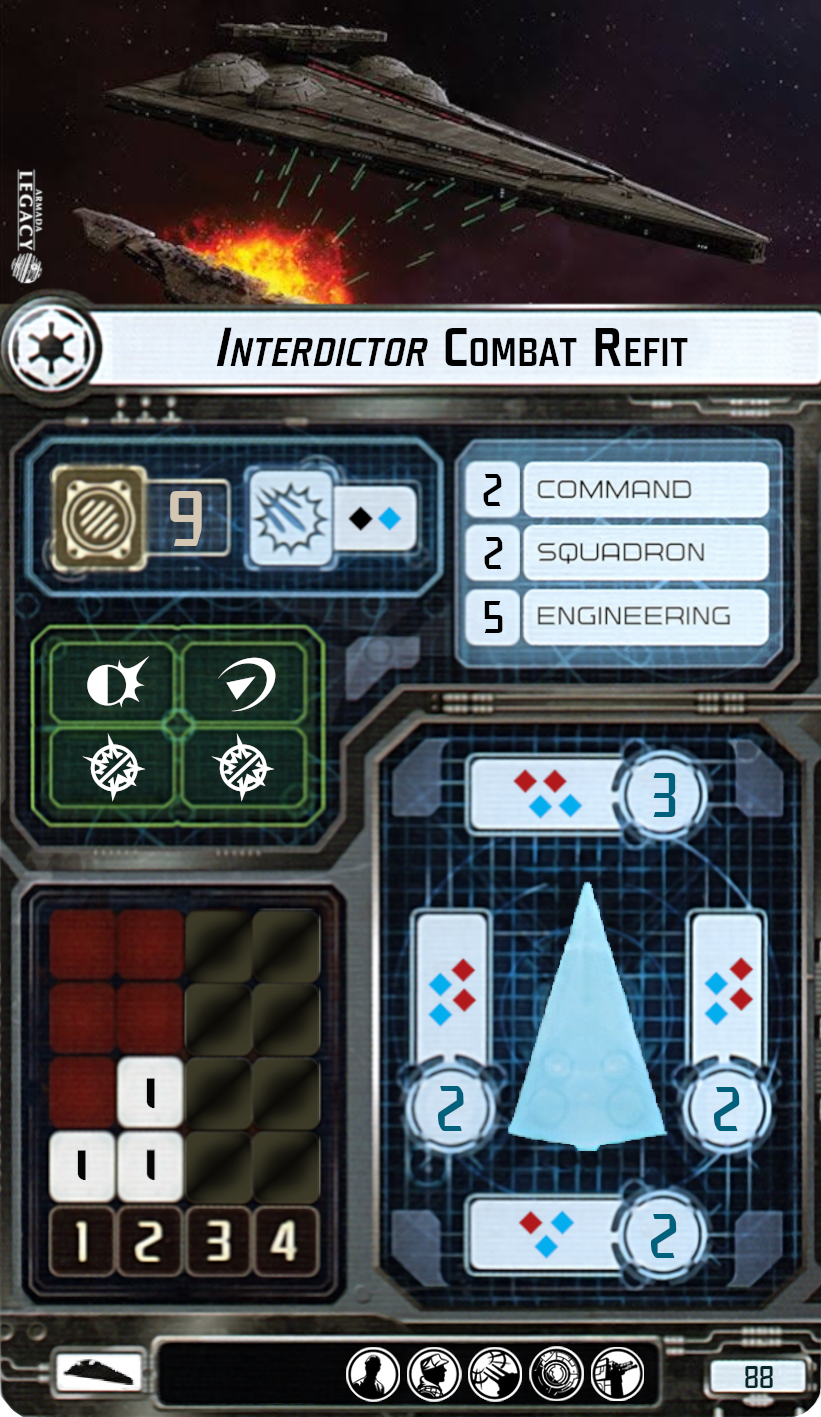 ARMADA
LEGACY
INTERDICTOR COMBAT REFIT
9
2 COMMAND
2 SQUADRON
5 ENGINEERING
3
2 2
2
1
1 1
1 2 3 4
88